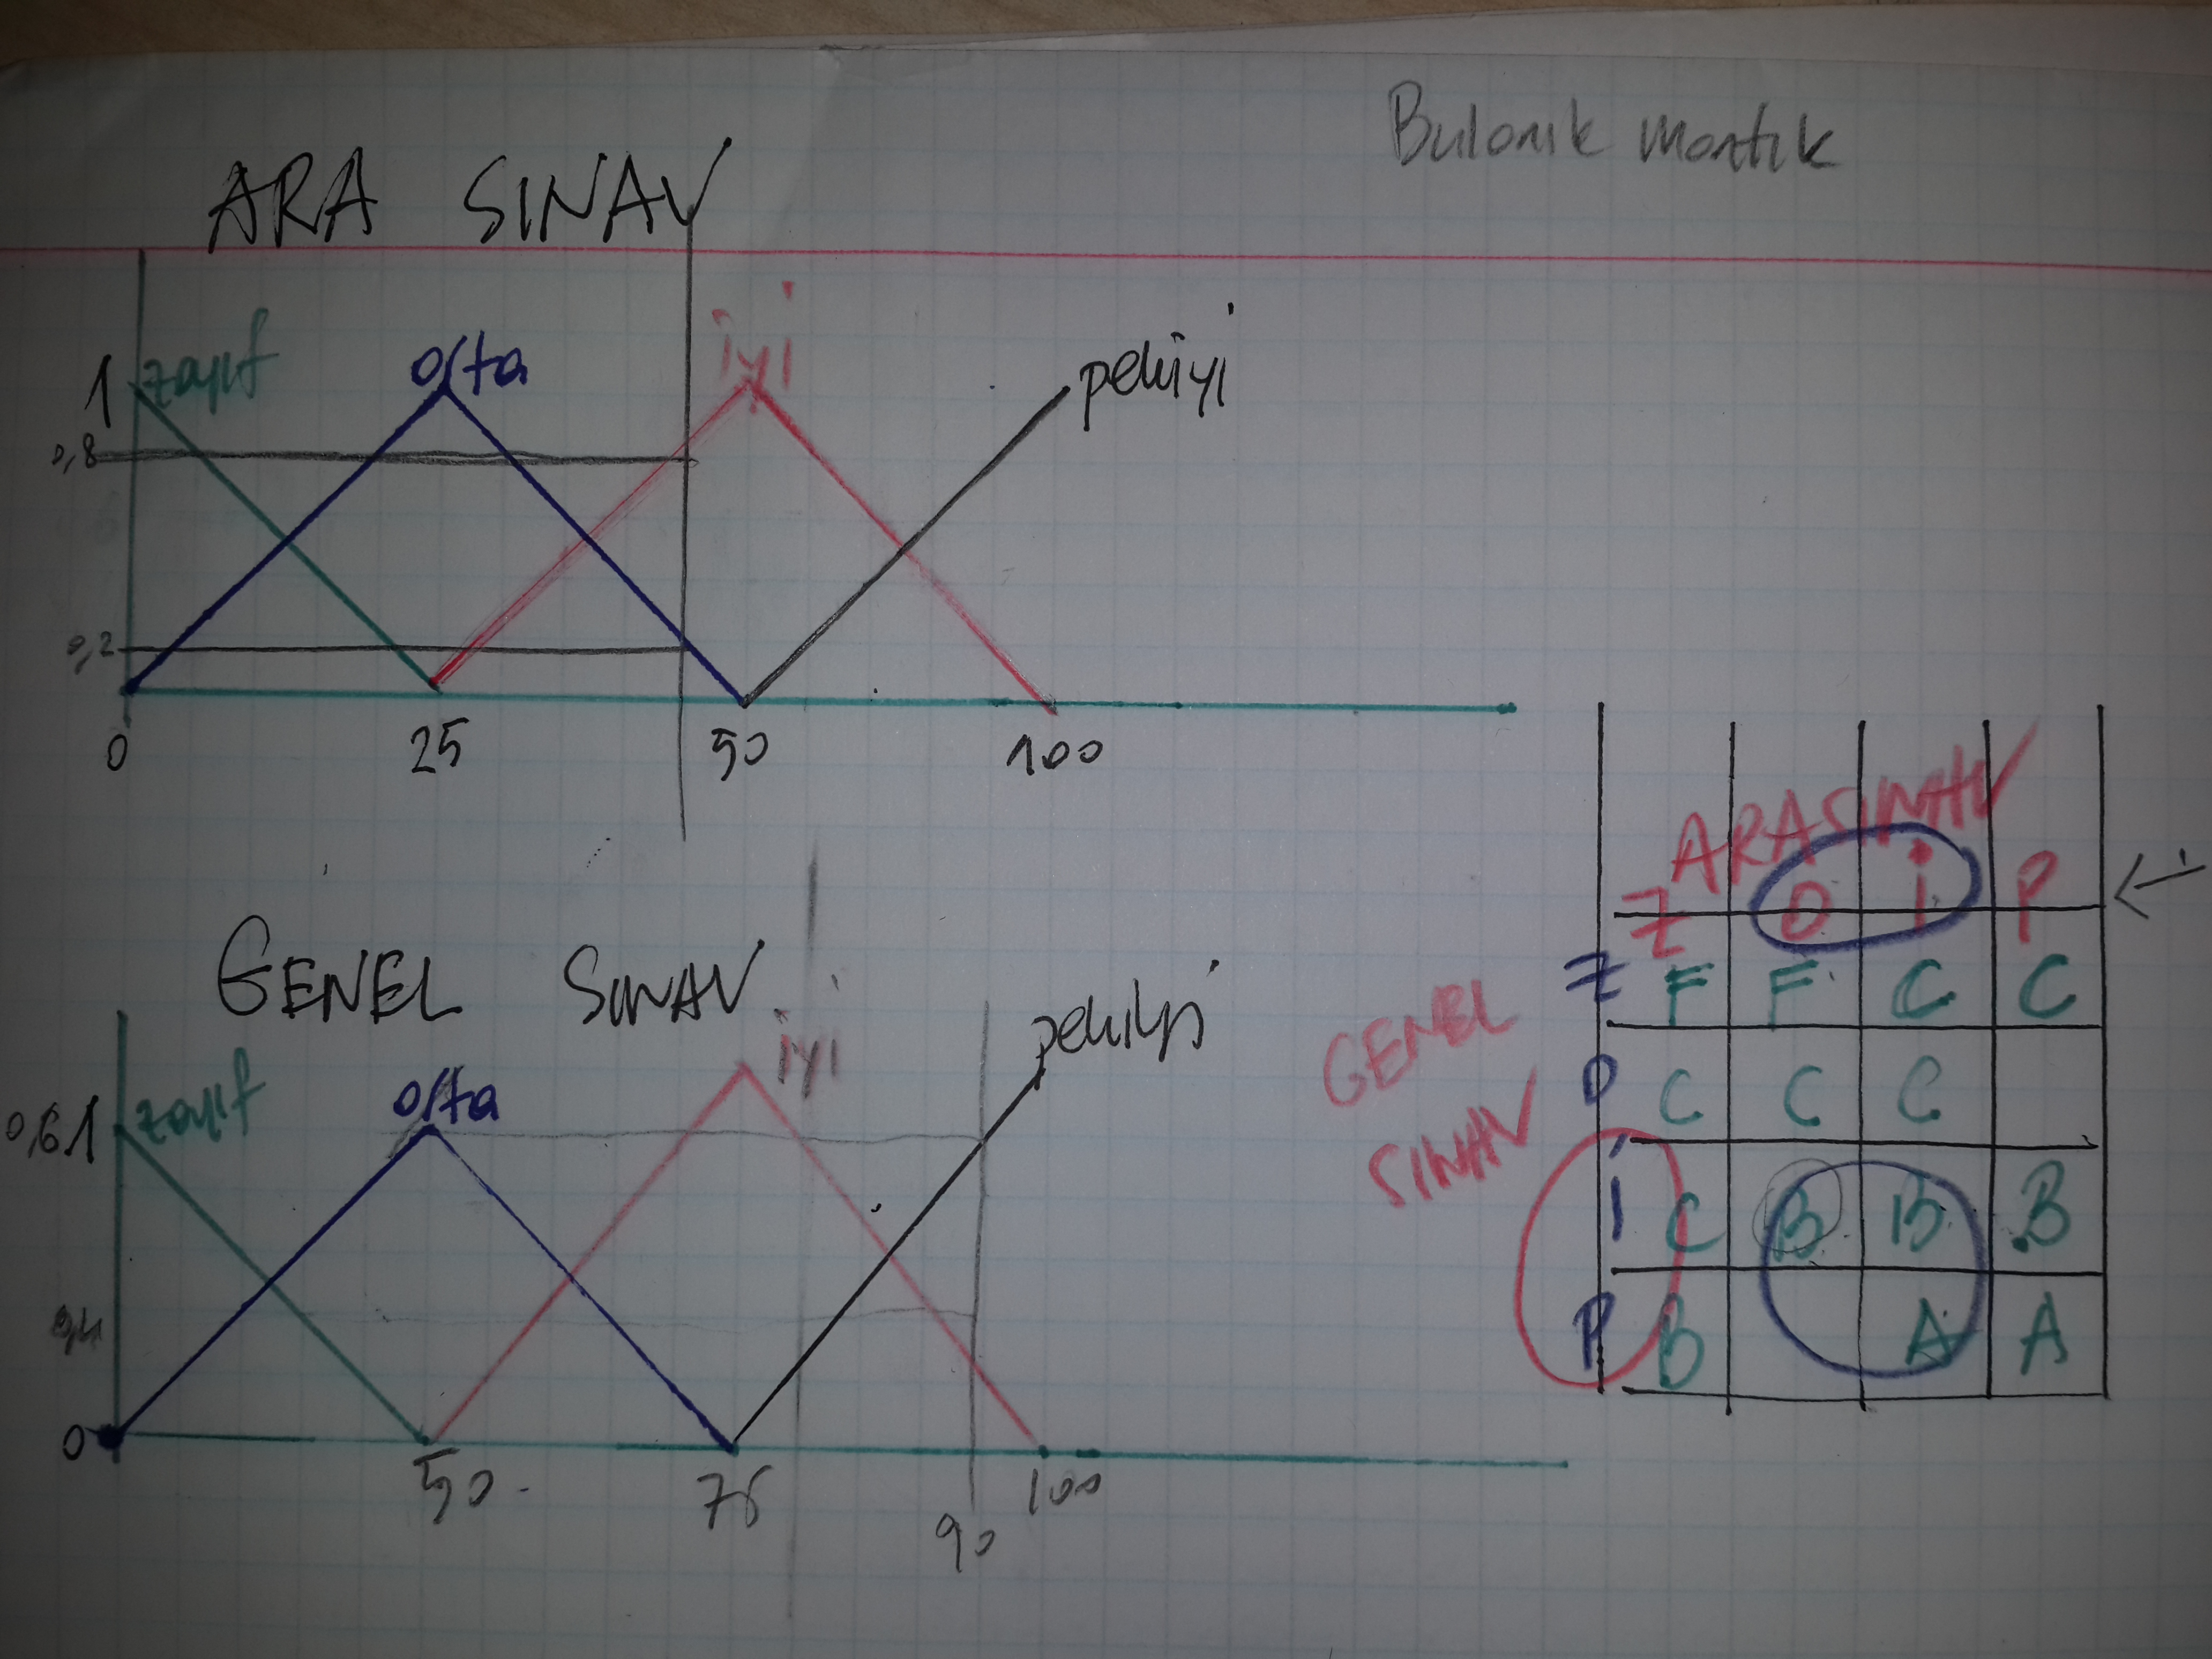 Bulanık mantık
ARA SINAV
zayıf orta iyi pekiyi
1
0,8
0,2
0 25 50 100
GENEL SINAV
zayıf orta iyi pekiyi
0,6 1
0,4
0
50 75 90 100
ARASINAV
Z O İ P
GENEL
SINAV
Z F F C C
O C C C
İ C B B B
P B A A